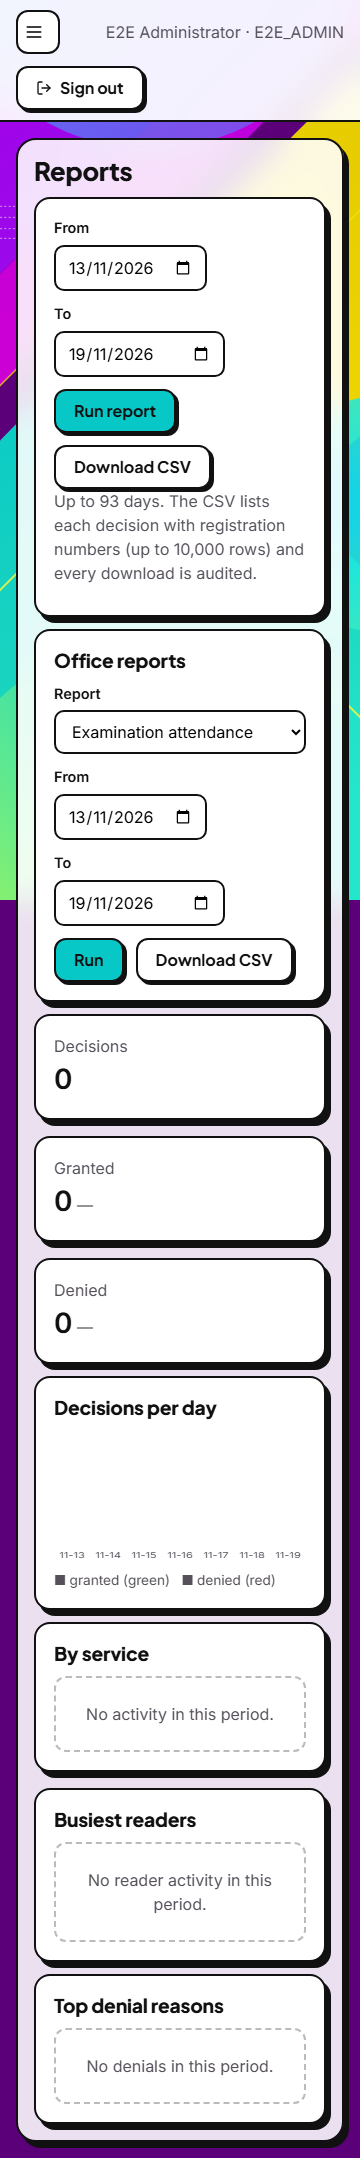 E2E Administrator · E2E_ADMIN
Sign out
Reports
From
13/11/2026
To
19/11/2026
Run report
Download CSV
Up to 93 days. The CSV lists
each decision with registration
numbers (up to 10,000 rows) and
every download is audited.
Office reports
Report
Examination attendance
From
13/11/2026
To
19/11/2026
Run Download CSV
Decisions
0
Granted
0 —
Denied
0 —
Decisions per day
11-13 11-14 11-15 11-16 11-17 11-18 11-19
■ granted (green) ■ denied (red)
By service
No activity in this period.
Busiest readers
No reader activity in this
period.
Top denial reasons
No denials in this period.